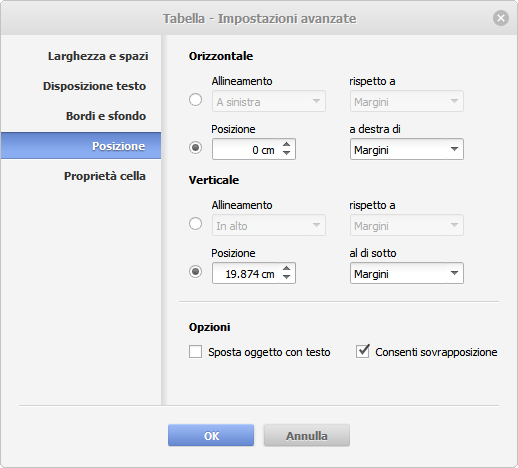 Tabella - Impostazioni avanzate
Larghezza e spazi
Disposizione testo
Bordi e sfondo
Posizione
Proprietà cella
Orizzontale
Allineamento rispetto a
A sinistra Margini
Posizione a destra di
0 cm Margini
Verticale
Allineamento rispetto a
In alto Margini
Posizione al di sotto
19.874 cm Margini
Opzioni
Sposta oggetto con testo Consenti sovrapposizione
OK Annulla